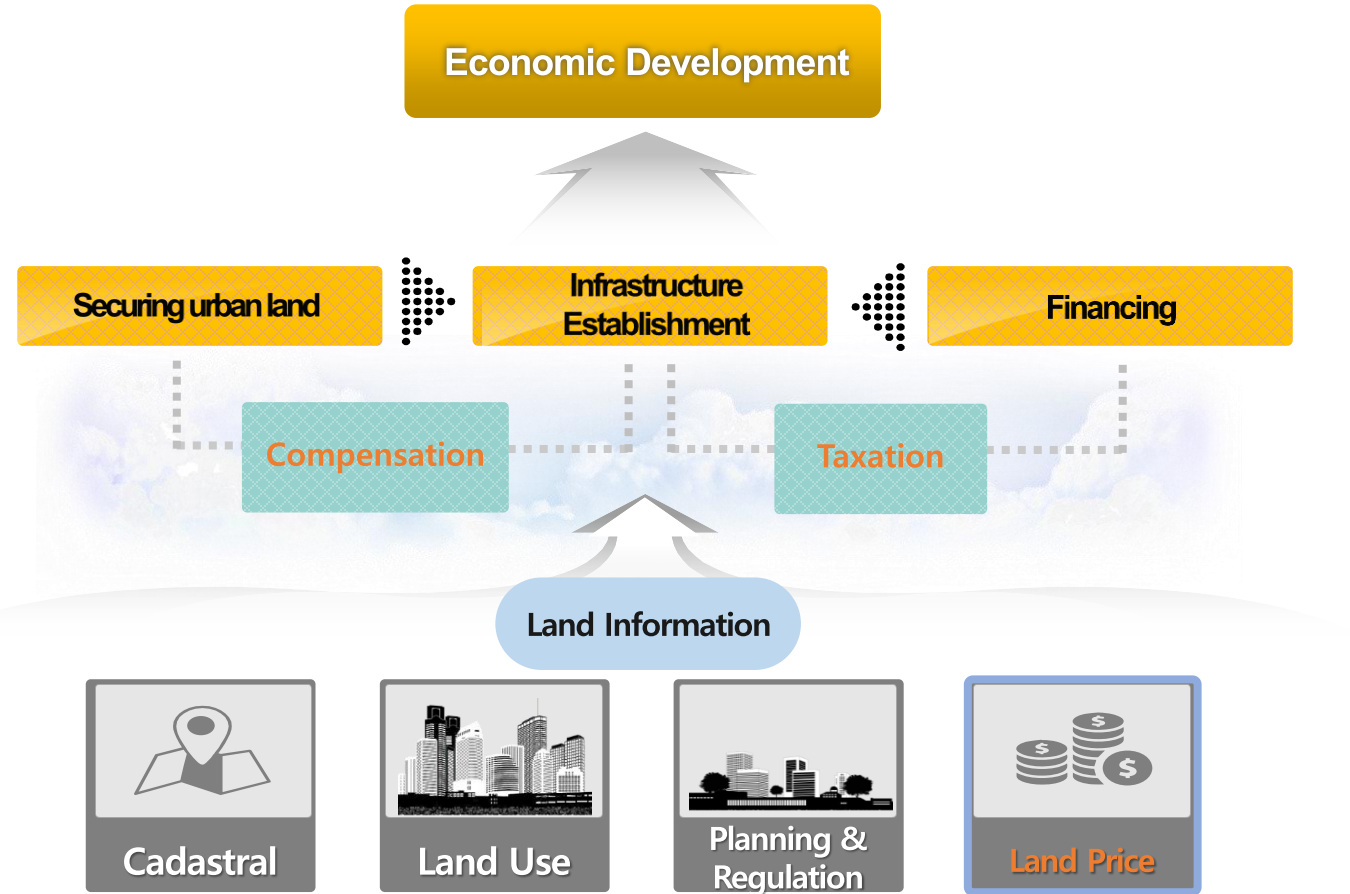 Economic Development
Securing urban land
Infrastructure
Establishment
Financing
Compensation
Taxation
Land Information
$
$
$
Cadastral
Land Use
Planning &
Regulation
Land Price